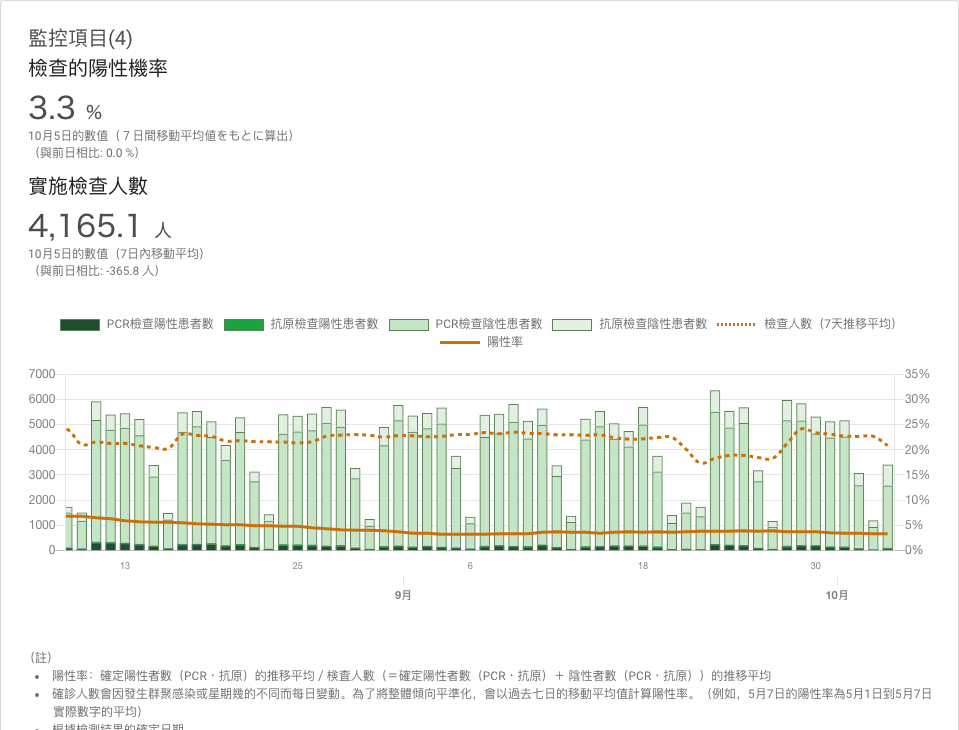 監控項目(4)
檢查的陽性機率
3.3 %
10月5日的數值（７日間移動平均値をもとに算出）
（與前日相比: 0.0 %）
實施檢查人數
4,165.1 人
10月5日的數值（7日內移動平均）
（與前日相比: -365.8 人）
PCR檢查陽性患者數 抗原檢查陽性患者數 PCR檢查陰性患者數 抗原檢查陰性患者數 檢查人數（7天推移平均）
陽性率
7000 35%
6000 30%
5000 25%
4000 20%
3000 15%
2000 10%
1000 5%
0 0%
13 25 6 18 30
9月 10月
（註）
• 陽性率：確定陽性者數（PCR・抗原）的推移平均 / 檢查人數（＝確定陽性者數（PCR・抗原）＋ 陰性者數（PCR・抗原））的推移平均
• 確診人數會因發生群聚感染或星期幾的不同而每日變動。為了將整體傾向平準化，會以過去七日的移動平均值計算陽性率。（例如，5月7日的陽性率為5月1日到5月7日
實際數字的平均）
• 根據檢測結果的確定日期